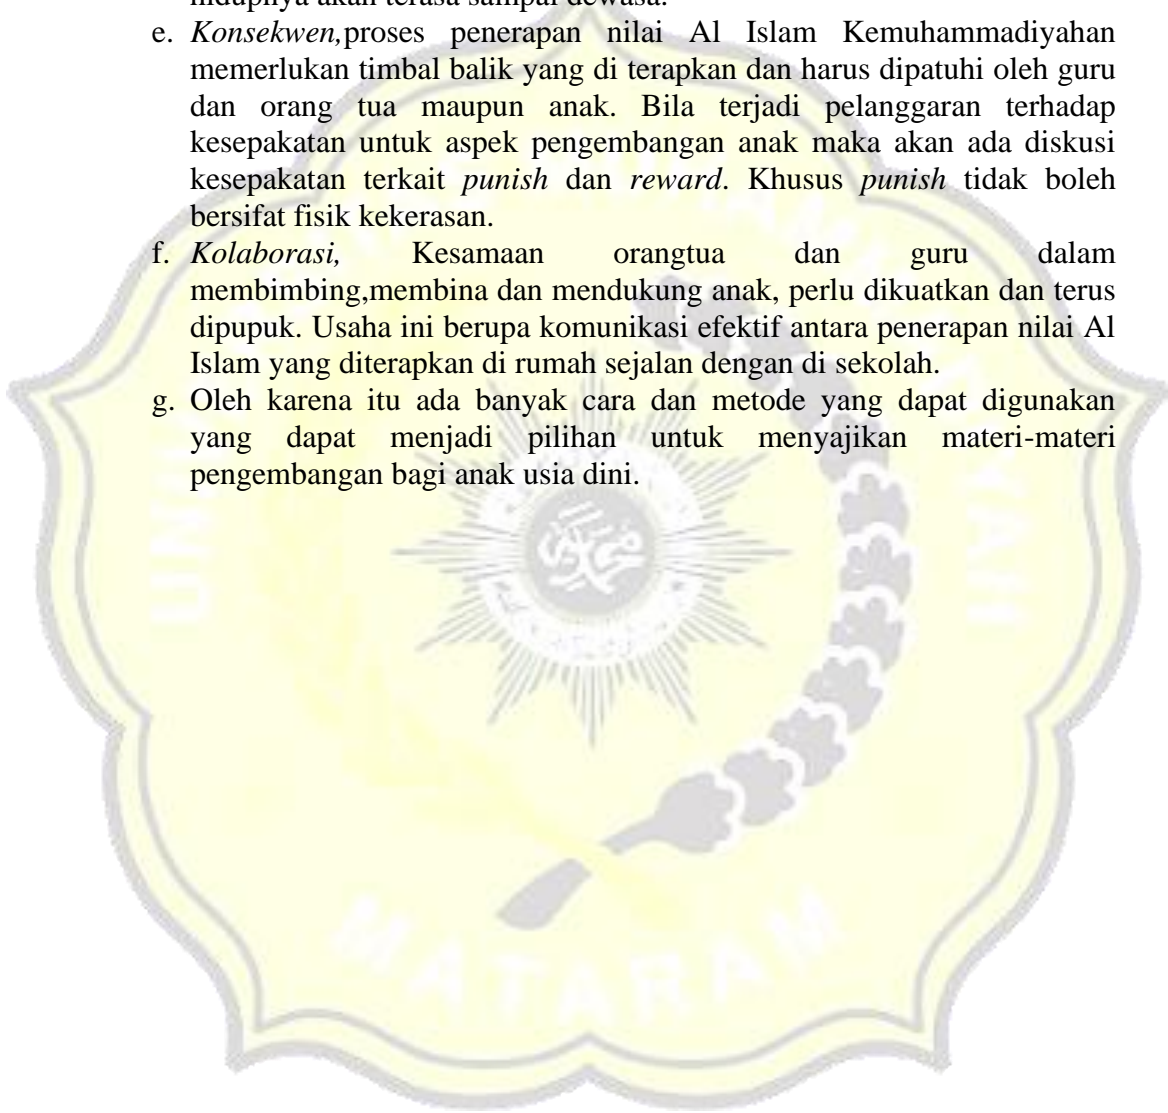 hidupnya akan terasa sampai dewasa.
e. Konsekwen,proses penerapan nilai Al Islam Kemuhammadiyahan
memerlukan timbal balik yang di terapkan dan harus dipatuhi oleh guru
dan orang tua maupun anak. Bila terjadi pelanggaran terhadap
kesepakatan untuk aspek pengembangan anak maka akan ada diskusi
kesepakatan terkait punish dan reward. Khusus punish tidak boleh
bersifat fisik kekerasan.
f. Kolaborasi, Kesamaan orangtua dan guru dalam
membimbing,membina dan mendukung anak, perlu dikuatkan dan terus
dipupuk. Usaha ini berupa komunikasi efektif antara penerapan nilai Al
Islam yang diterapkan di rumah sejalan dengan di sekolah.
g. Oleh karena itu ada banyak cara dan metode yang dapat digunakan
yang dapat menjadi pilihan untuk menyajikan materi-materi
pengembangan bagi anak usia dini.
MATARAM